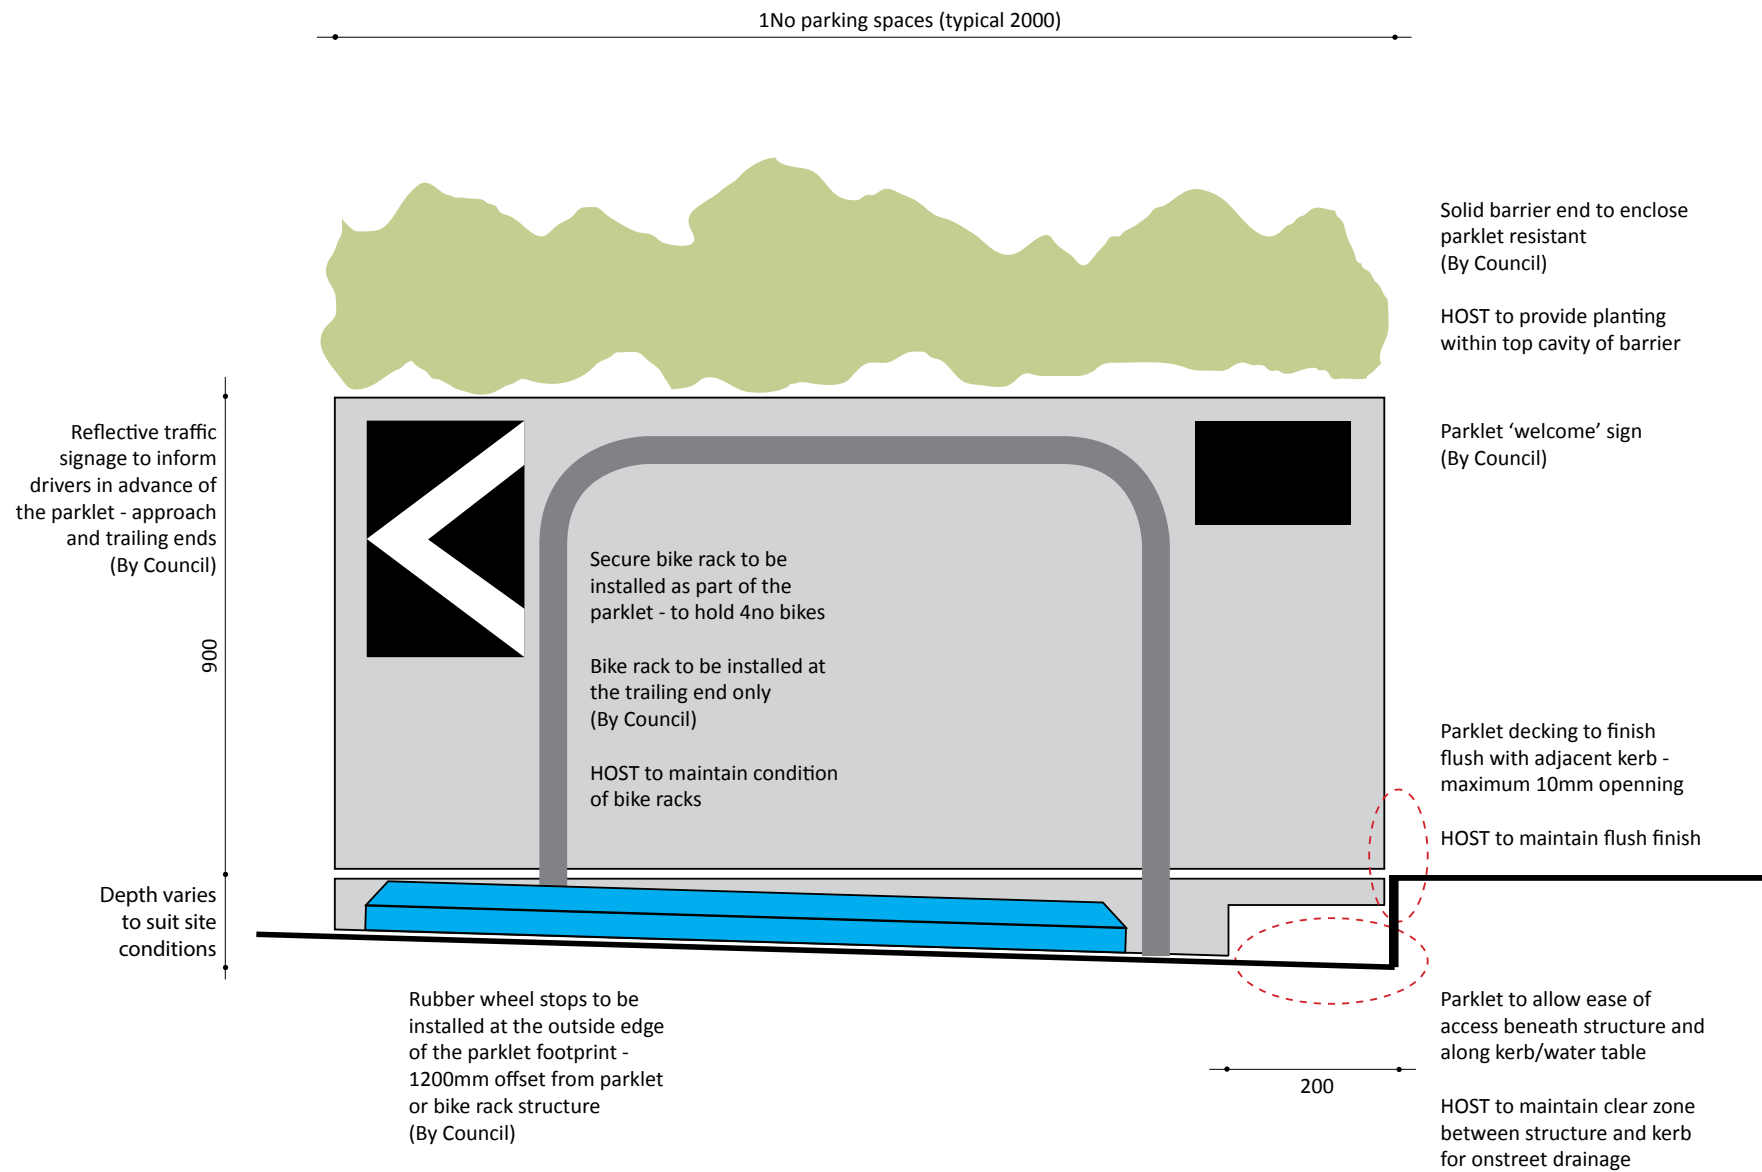 1No parking spaces (typical 2000)
Solid barrier end to enclose
parklet resistant
(By Council)
HOST to provide planting
within top cavity of barrier
Reflective traffic
signage to inform
drivers in advance of
the parklet - approach
and trailing ends
(By Council)
Parklet ‘welcome’ sign
(By Council)
Secure bike rack to be
installed as part of the
parklet - to hold 4no bikes
Bike rack to be installed at
the trailing end only
(By Council)
HOST to maintain condition
of bike racks
900
Parklet decking to finish
flush with adjacent kerb -
maximum 10mm openning
HOST to maintain flush finish
Depth varies
to suit site
conditions
Rubber wheel stops to be
installed at the outside edge
of the parklet footprint -
1200mm offset from parklet
or bike rack structure
(By Council)
200
Parklet to allow ease of
access beneath structure and
along kerb/water table
HOST to maintain clear zone
between structure and kerb
for onstreet drainage